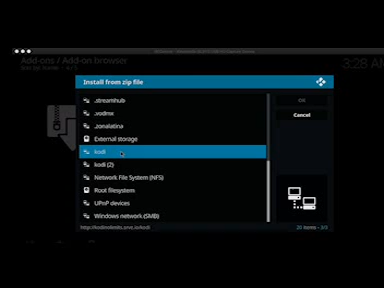 Add-ons / Add-on browser
3:28 AM
Install from zip file
.streamhub
.vodmx
.zonalatina
External storage
kodi
kodi (2)
Network File System (NFS)
Root filesystem
UPnP devices
Windows network (SMB)
OK
Cancel
20 items - 3/3